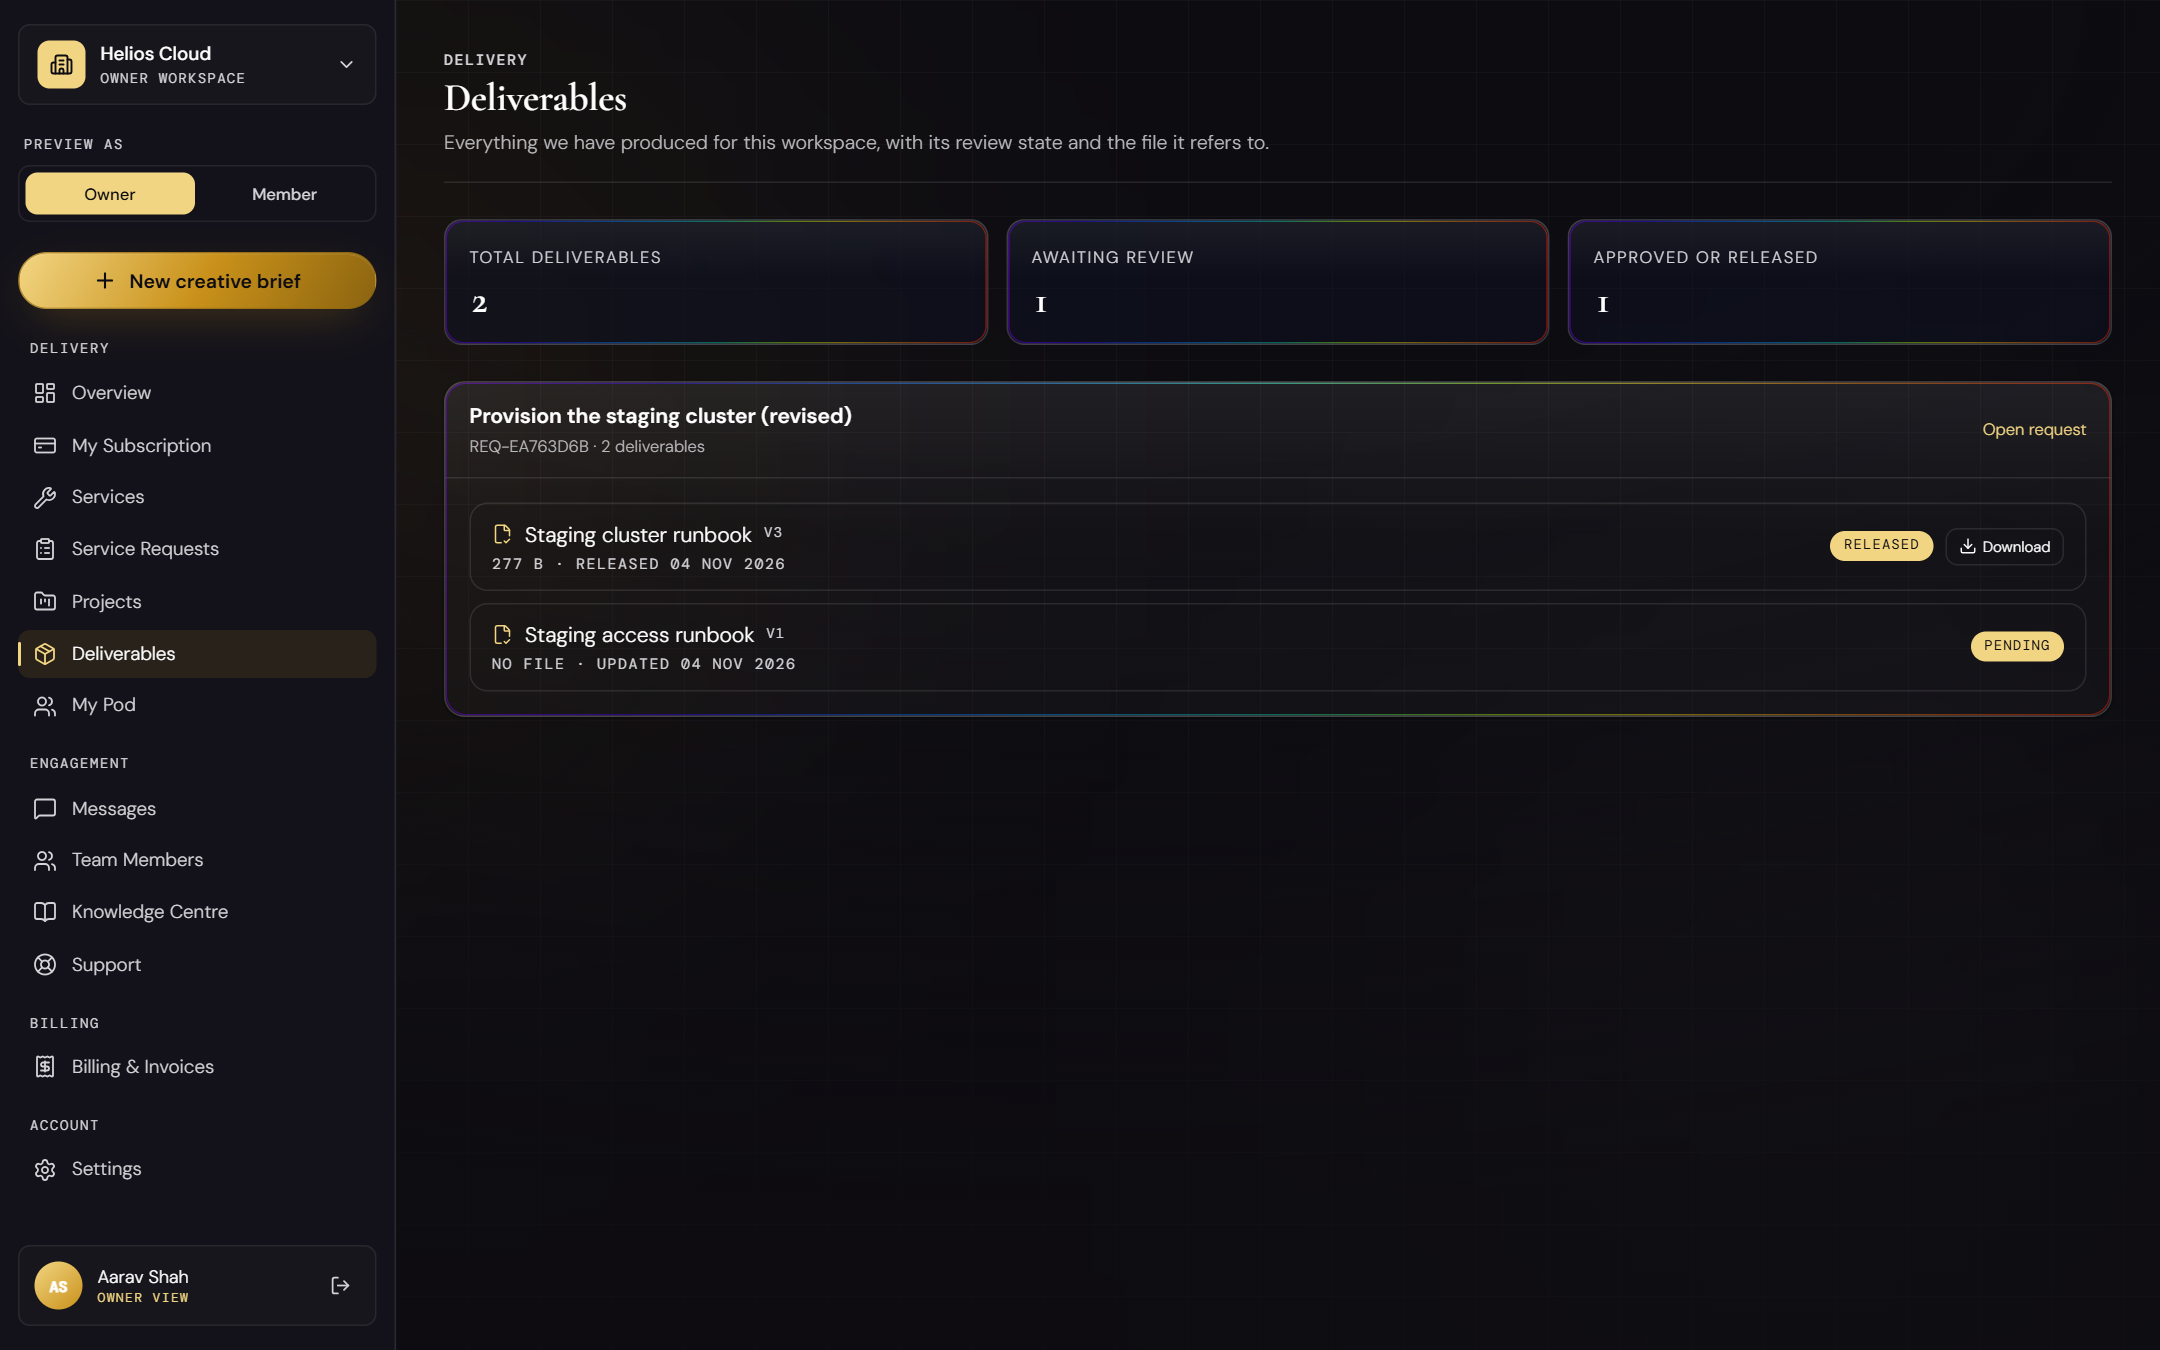 Helios Cloud
OWNER WORKSPACE
PREVIEW AS
Owner
Member
New creative brief
DELIVERY
Overview
My Subscription
Services
Service Requests
Projects
Deliverables
My Pod
ENGAGEMENT
Messages
Team Members
Knowledge Centre
Support
BILLING
Billing & Invoices
ACCOUNT
Settings
AS
Aarav Shah
OWNER VIEW
DELIVERY
Deliverables
Everything we have produced for this workspace, with its review state and the file it refers to.
TOTAL DELIVERABLES
2
AWAITING REVIEW
1
APPROVED OR RELEASED
1
Provision the staging cluster (revised)
REQ-EA763D6B · 2 deliverables
Open request
Staging cluster runbook V3
277 B · RELEASED 04 NOV 2026
RELEASED
Download
Staging access runbook V1
NO FILE · UPDATED 04 NOV 2026
PENDING